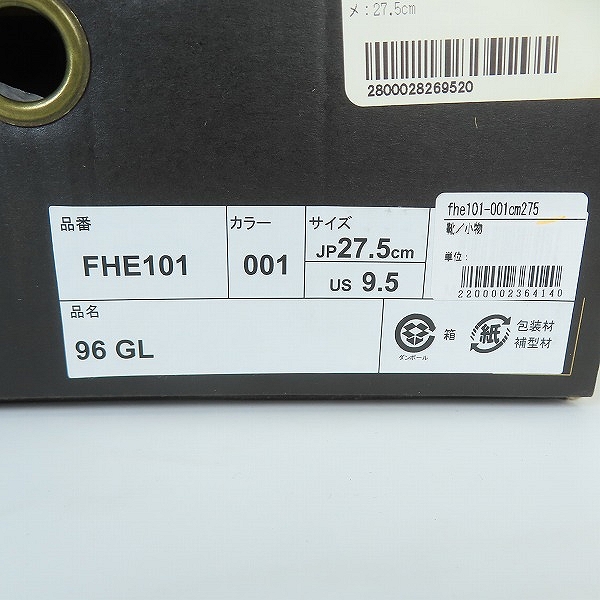 メ:27.5cm
2800028269520
品番
FHE101
カラー
001
サイズ
JP27.5cm
US 9.5
fhe101-001cm275
靴/小物
単位:
2200002364140
品名
96 GL
ダンボール
箱
紙
包装材
補型材